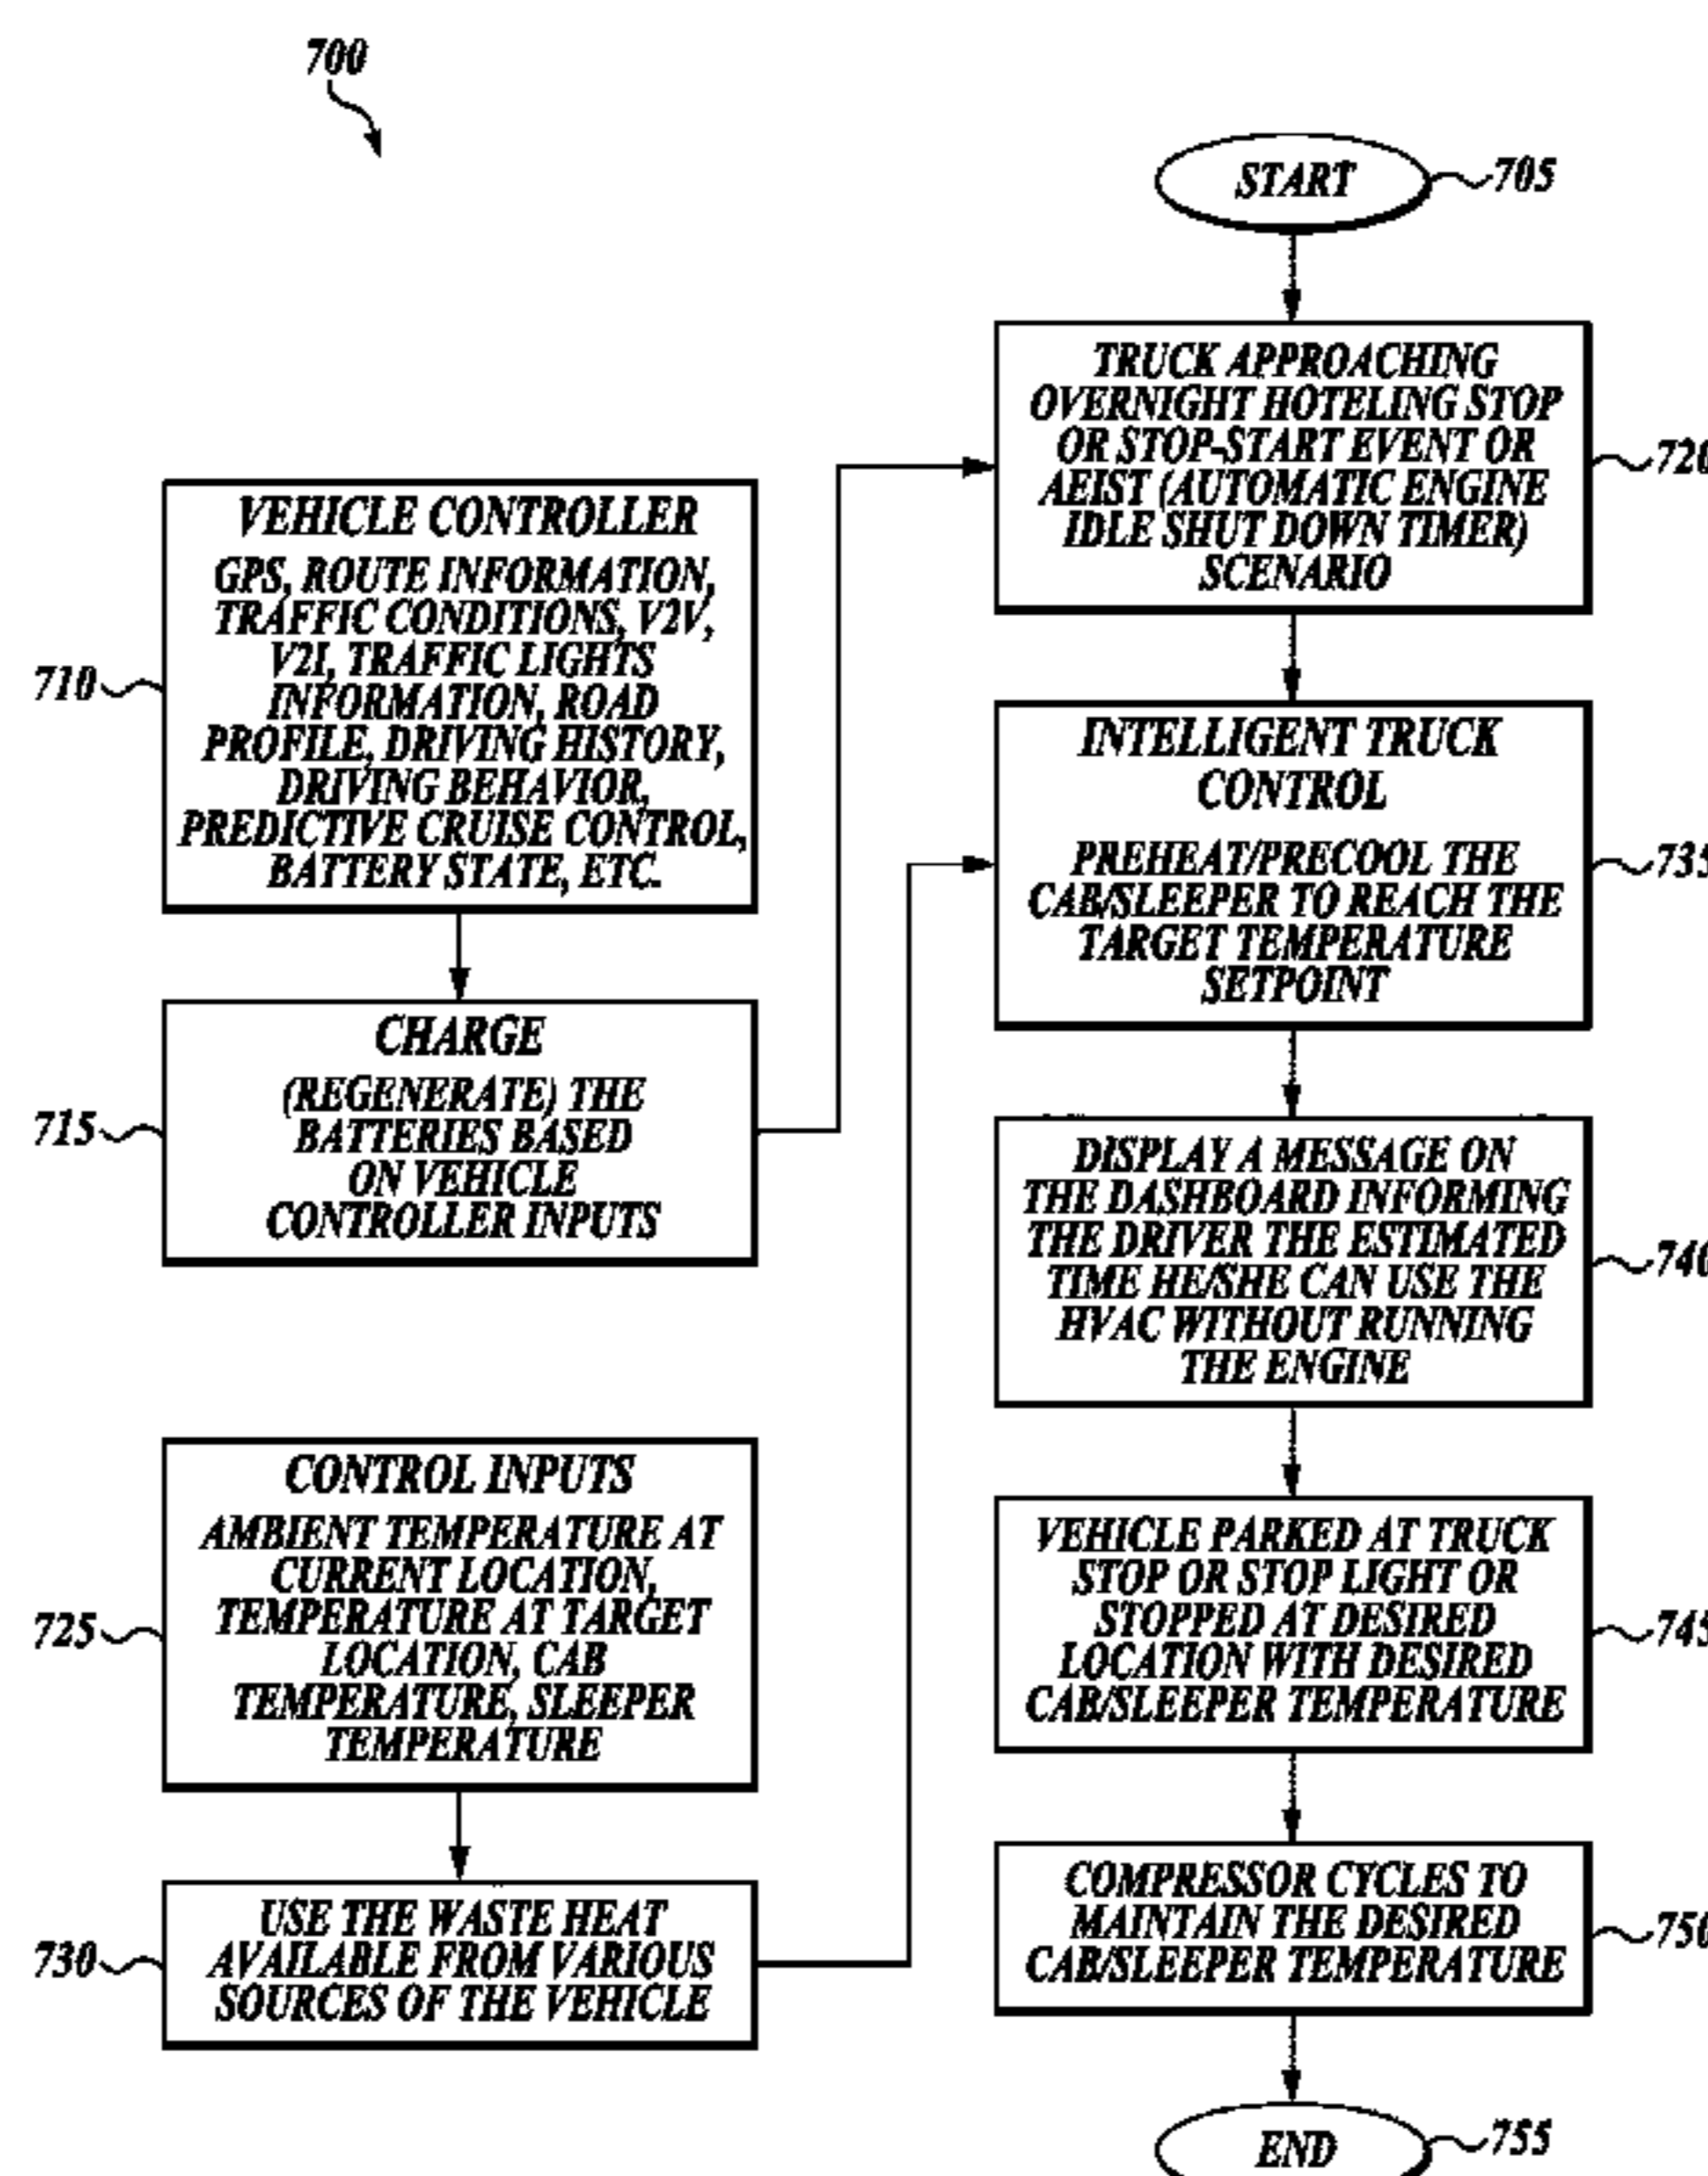 700
START
705
TRUCK APPROACHING
OVERNIGHT HOTELING STOP
OR STOP-START EVENT OR
AEIST (AUTOMATIC ENGINE
IDLE SHUT DOWN TIMER)
SCENARIO
720
VEHICLE CONTROLLER
GPS, ROUTE INFORMATION,
TRAFFIC CONDITIONS, V2V,
V2I, TRAFFIC LIGHTS
INFORMATION, ROAD
PROFILE, DRIVING HISTORY,
DRIVING BEHAVIOR,
PREDICTIVE CRUISE CONTROL,
BATTERY STATE, ETC.
710
CHARGE
(REGENERATE) THE
BATTERIES BASED
ON VEHICLE
CONTROLLER INPUTS
715
INTELLIGENT TRUCK
CONTROL
PREHEAT/PRECOOL THE
CAB/SLEEPER TO REACH THE
TARGET TEMPERATURE
SETPOINT
735
DISPLAY A MESSAGE ON
THE DASHBOARD INFORMING
THE DRIVER THE ESTIMATED
TIME HE/SHE CAN USE THE
HVAC WITHOUT RUNNING
THE ENGINE
740
CONTROL INPUTS
AMBIENT TEMPERATURE AT
CURRENT LOCATION,
TEMPERATURE AT TARGET
LOCATION, CAB
TEMPERATURE, SLEEPER
TEMPERATURE
725
USE THE WASTE HEAT
AVAILABLE FROM VARIOUS
SOURCES OF THE VEHICLE
730
VEHICLE PARKED AT TRUCK
STOP OR STOP LIGHT OR
STOPPED AT DESIRED
LOCATION WITH DESIRED
CAB/SLEEPER TEMPERATURE
745
COMPRESSOR CYCLES TO
MAINTAIN THE DESIRED
CAB/SLEEPER TEMPERATURE
750
END
755